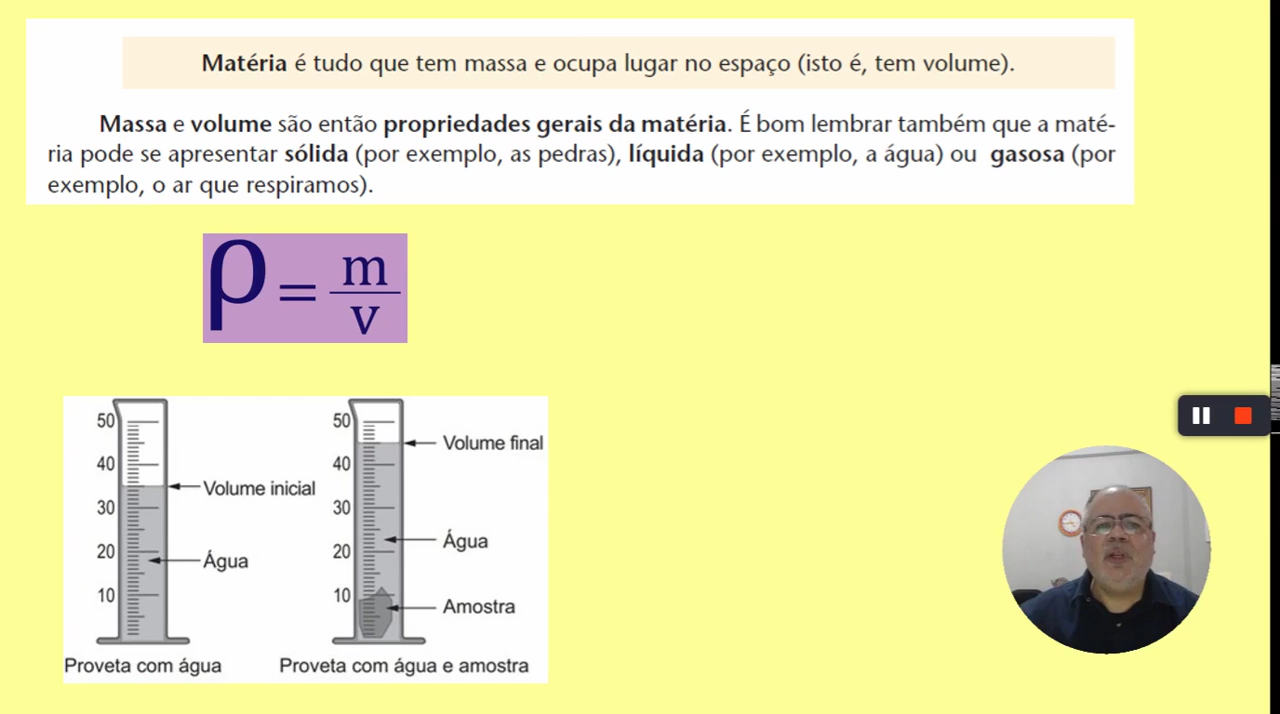 Matéria é tudo que tem massa e ocupa lugar no espaço (isto é, tem volume).
Massa e volume são então propriedades gerais da matéria. É bom lembrar também que a maté-
ria pode se apresentar sólida (por exemplo, as pedras), líquida (por exemplo, a água) ou gasosa (por
exemplo, o ar que respiramos).
ρ = m
v
50
40
30
20
10
Volume inicial
Água
Proveta com água
50
40
30
20
10
Volume final
Água
Amostra
Proveta com água e amostra